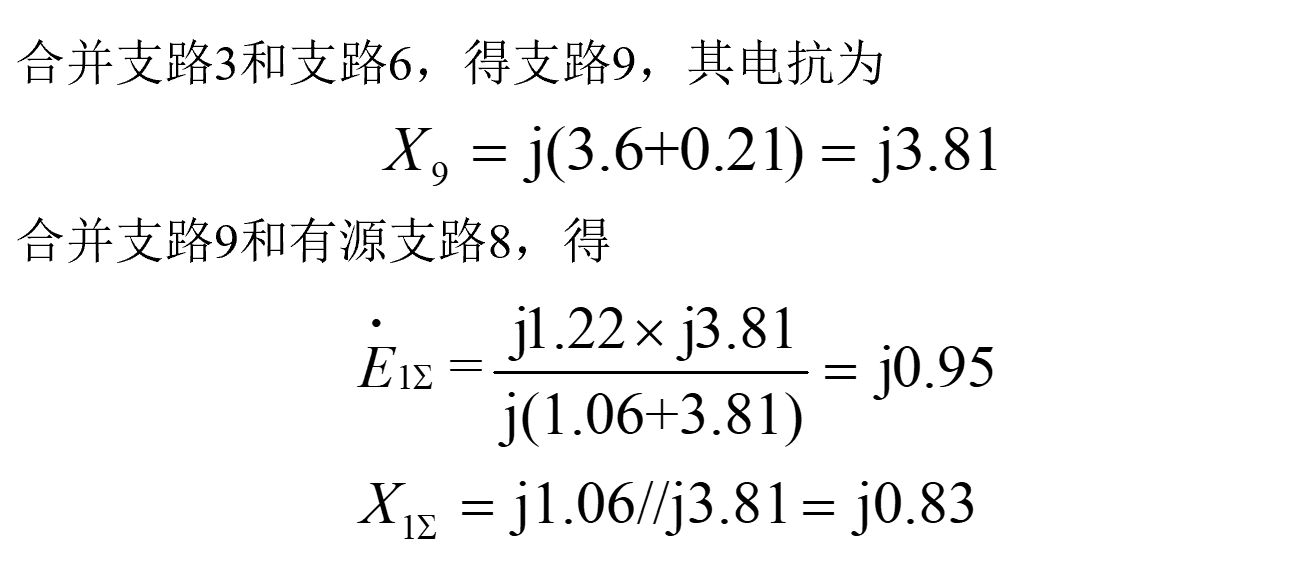 合并支路3和支路6，得支路9，其电抗为
X₉ = j(3.6+0.21) = j3.81
合并支路9和有源支路8，得
Ė₁Σ = j1.22 × j3.81 / j(1.06+3.81) = j0.95
X₁Σ = j1.06//j3.81 = j0.83